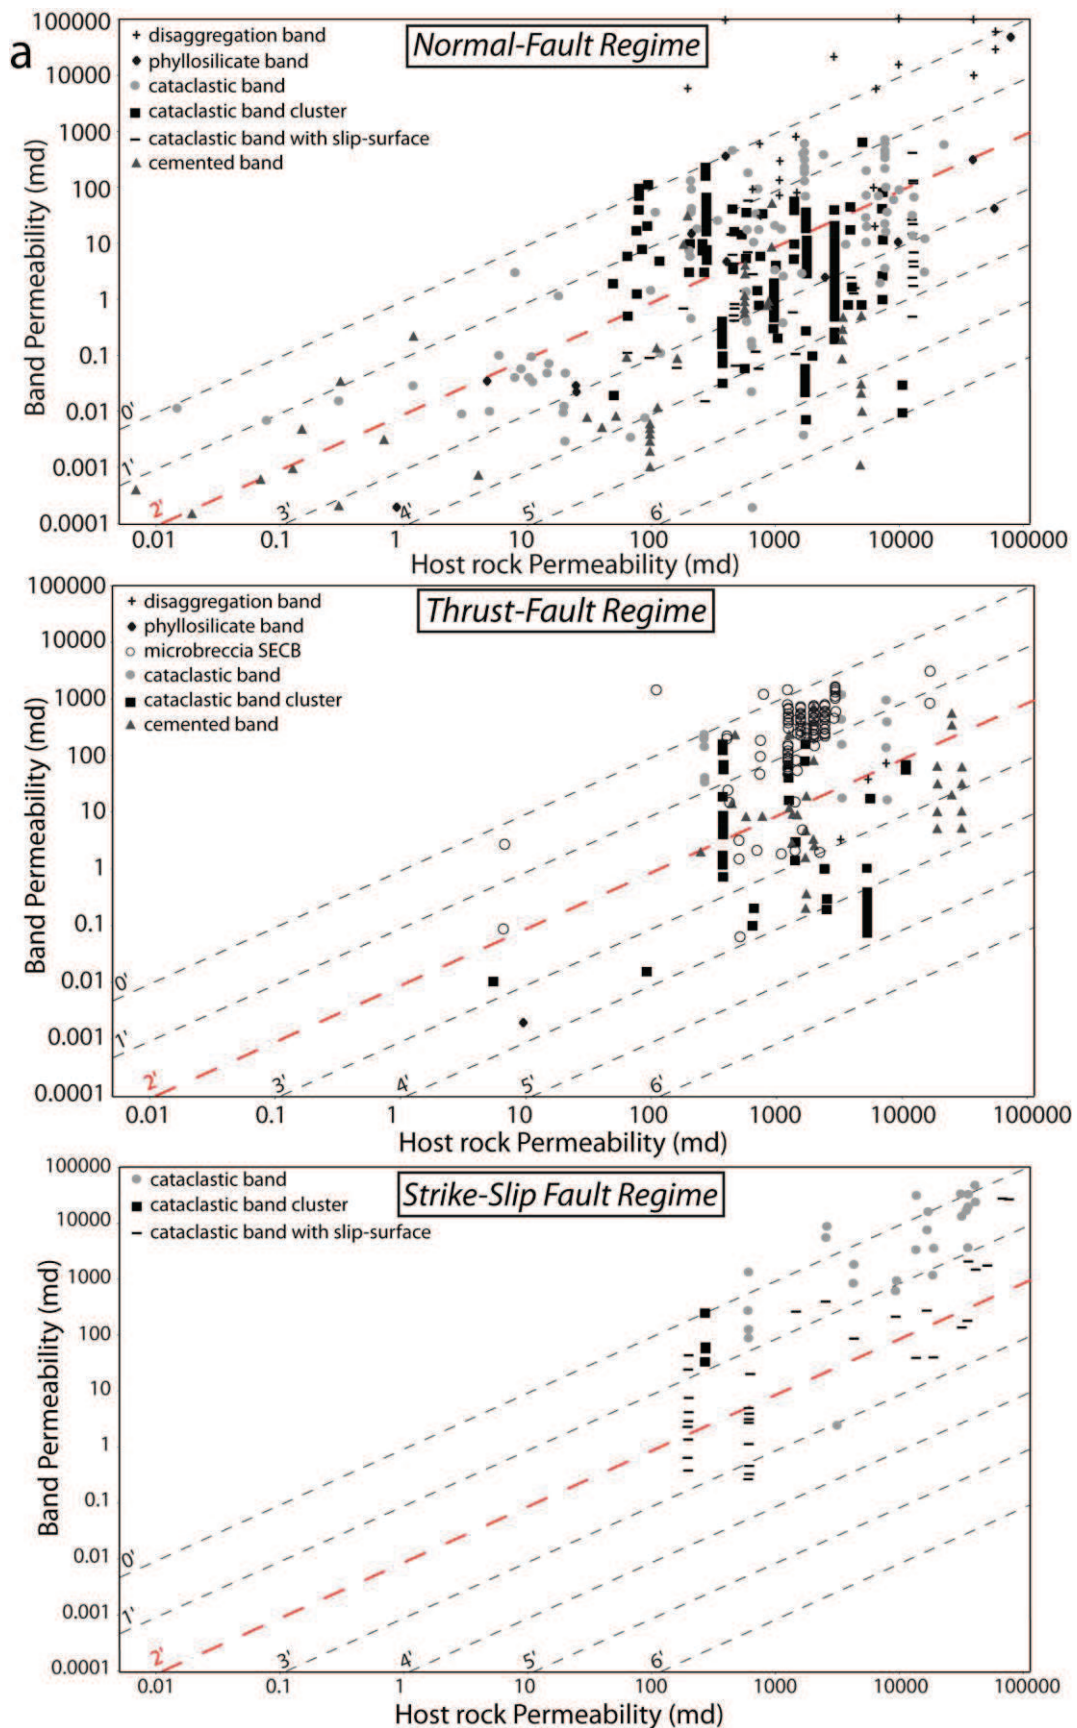 a
Normal-Fault Regime
disaggregation band
phyllosilicate band
cataclastic band
cataclastic band cluster
cataclastic band with slip-surface
cemented band
Band Permeability (md)
100000
10000
1000
100
10
1
0.1
0.01
0.001
0.0001
0'
1'
2'
3'
4'
5'
6'
0.01 0.1 1 10 100 1000 10000 100000
Host rock Permeability (md)
Thrust-Fault Regime
disaggregation band
phyllosilicate band
microbreccia SECB
cataclastic band
cataclastic band cluster
cemented band
Band Permeability (md)
100000
10000
1000
100
10
1
0.1
0.01
0.001
0.0001
0'
1'
2'
3'
4'
5'
6'
0.01 0.1 1 10 100 1000 10000 100000
Host rock Permeability (md)
Strike-Slip Fault Regime
cataclastic band
cataclastic band cluster
cataclastic band with slip-surface
Band Permeability (md)
100000
10000
1000
100
10
1
0.1
0.01
0.001
0.0001
0'
1'
2'
3'
4'
5'
6'
0.01 0.1 1 10 100 1000 10000 100000
Host rock Permeability (md)